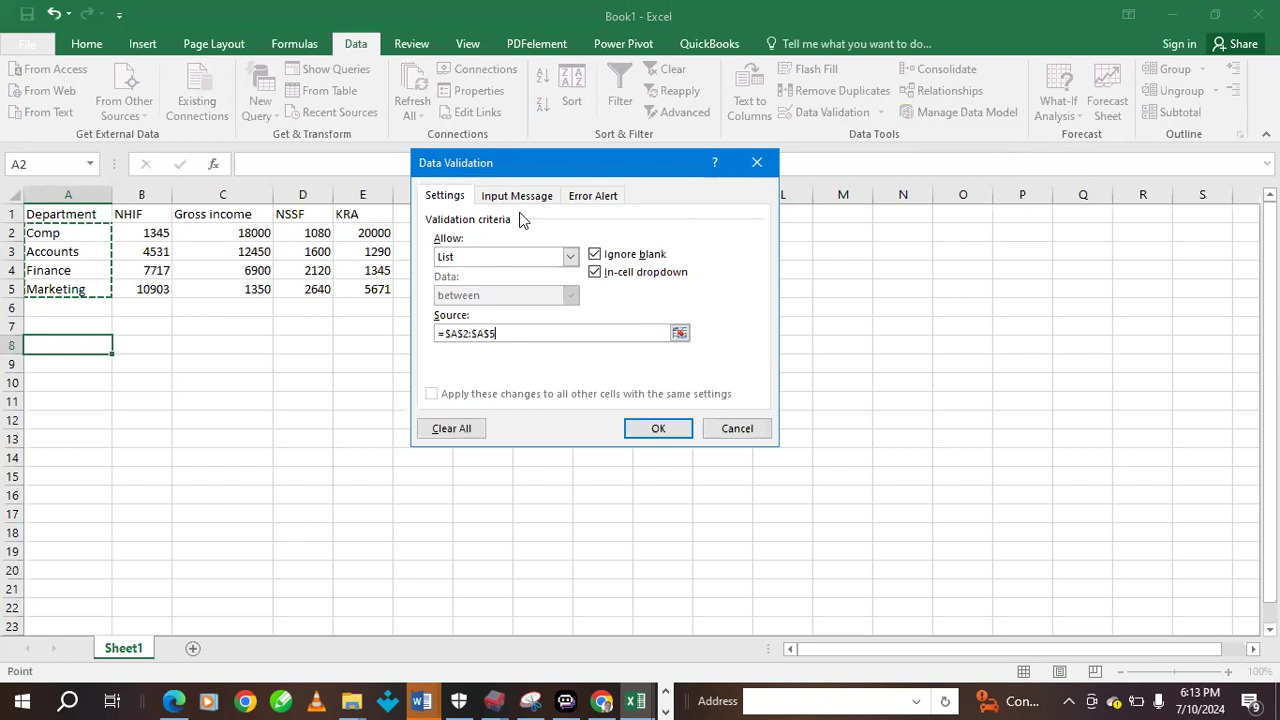 Book1 - Excel
File Home Insert Page Layout Formulas Data Review View PDFelement Power Pivot QuickBooks Tell me what you want to do... Sign in Share
From Access
From Web
From Text
From Other Sources
Existing Connections
Get External Data
New Query
Show Queries
From Table
Recent Sources
Get & Transform
Refresh All
Connections
Properties
Edit Links
Connections
Sort
Filter
Clear
Reapply
Advanced
Sort & Filter
Text to Columns
Flash Fill
Remove Duplicates
Data Validation
Consolidate
Relationships
Manage Data Model
Data Tools
What-If Analysis
Forecast Sheet
Forecast
Group
Ungroup
Subtotal
Outline
A2 fx
A B C D E L M N O P Q R S
1 Department NHIF Gross income NSSF KRA
2 Comp 1345 18000 1080 20000
3 Accounts 4531 12450 1600 1290
4 Finance 7717 6900 2120 1345
5 Marketing 10903 1350 2640 5671
6
7
8
9
10
11
12
13
14
15
16
17
18
19
20
21
22
23
Data Validation ?
Settings Input Message Error Alert
Validation criteria
Allow:
List
Ignore blank
In-cell dropdown
Data:
between
Source:
=$A$2:$A$5
Apply these changes to all other cells with the same settings
Clear All OK Cancel
Sheet1
Point 100%
Address Con... 6:13 PM
7/10/2024 9